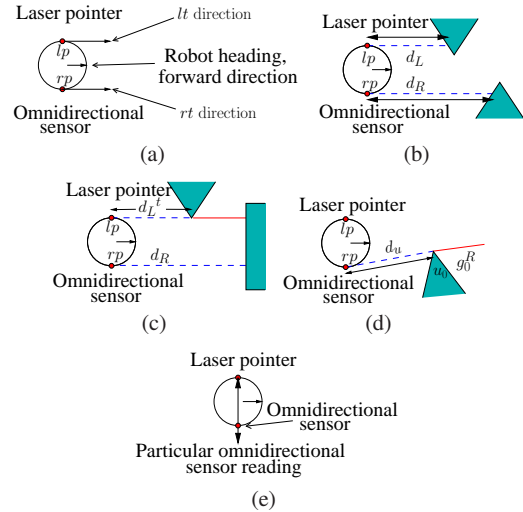 Laser pointer
lt direction
lp
Robot heading,
forward direction
rp
rt direction
Omnidirectional
sensor
(a)
Laser pointer
lp
d_L
d_R
rp
Omnidirectional
sensor
(b)
Laser pointer
d_L^t
lp
rp
d_R
Omnidirectional
sensor
(c)
Laser pointer
lp
rp
d_u
u_0
g_0^R
Omnidirectional
sensor
(d)
Laser pointer
Omnidirectional
sensor
Particular omnidirectional
sensor reading
(e)